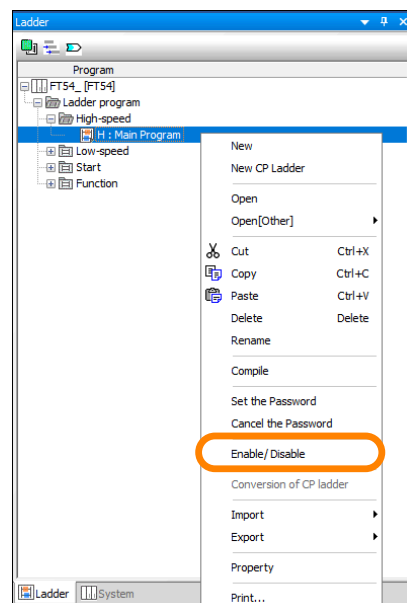 Ladder
Program
FT54_ [FT54]
Ladder program
High-speed
H : Main Program
Low-speed
Start
Function
New
New CP Ladder
Open
Open[Other]
Cut Ctrl+X
Copy Ctrl+C
Paste Ctrl+V
Delete Delete
Rename
Compile
Set the Password
Cancel the Password
Enable/ Disable
Conversion of CP ladder
Import
Export
Property
Print...
Ladder System